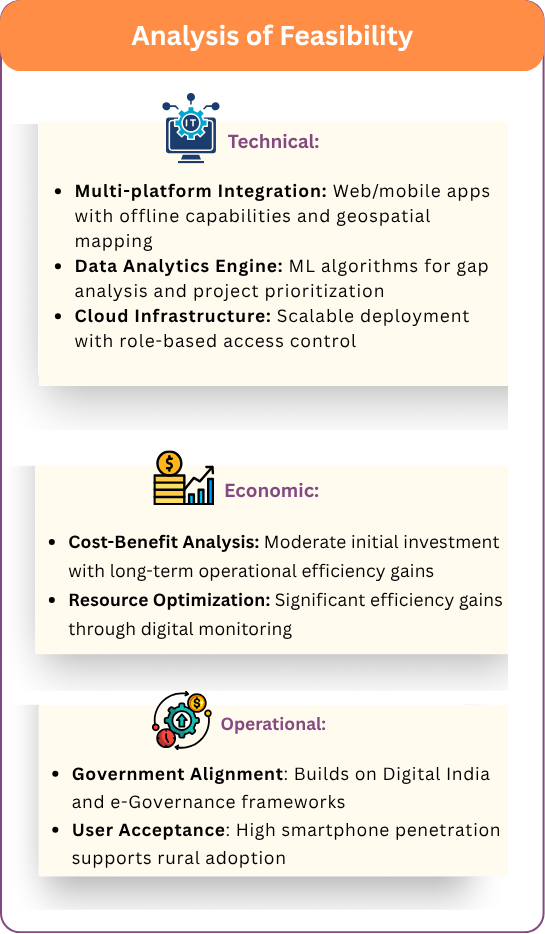 Analysis of Feasibility
IT
Technical:
• Multi-platform Integration: Web/mobile apps
with offline capabilities and geospatial
mapping
• Data Analytics Engine: ML algorithms for gap
analysis and project prioritization
• Cloud Infrastructure: Scalable deployment
with role-based access control
$
Economic:
• Cost-Benefit Analysis: Moderate initial investment
with long-term operational efficiency gains
• Resource Optimization: Significant efficiency gains
through digital monitoring
$
Operational:
• Government Alignment: Builds on Digital India
and e-Governance frameworks
• User Acceptance: High smartphone penetration
supports rural adoption